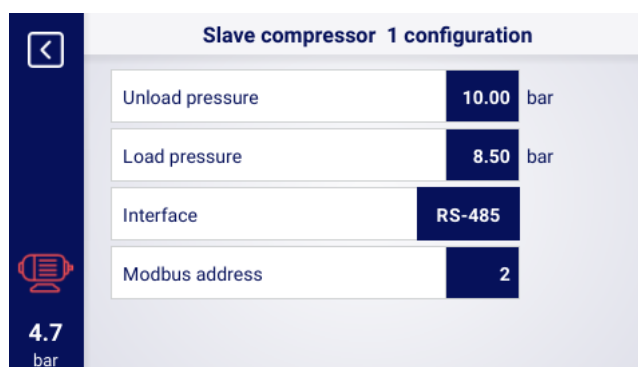 Slave compressor 1 configuration
Unload pressure 10.00 bar
Load pressure 8.50 bar
Interface RS-485
Modbus address 2
4.7
bar